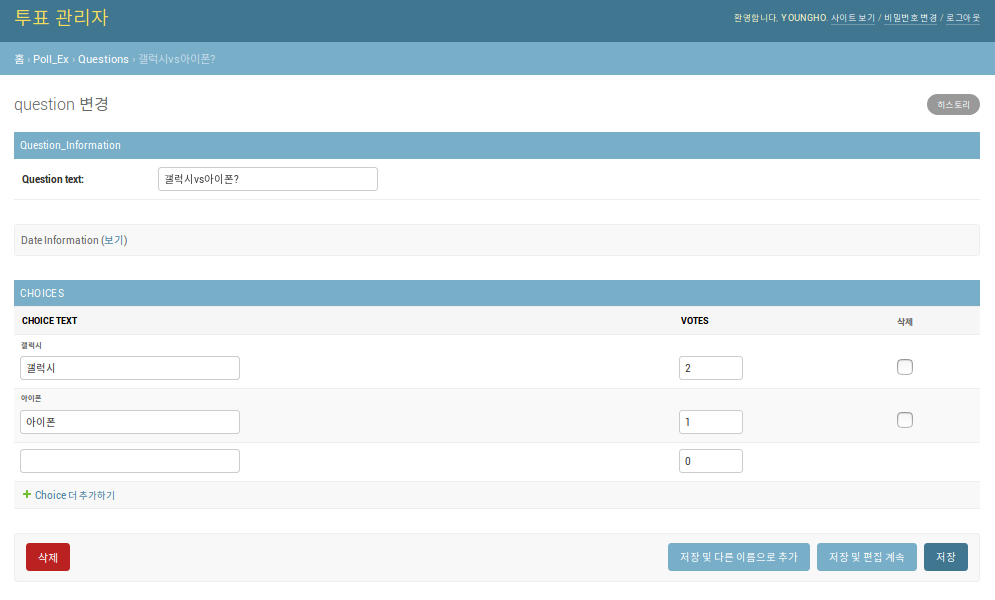 투표 관리자
환영합니다, YOUNGHO. 사이트 보기 / 비밀번호 변경 / 로그아웃
홈 › Poll_Ex › Questions › 갤럭시vs아이폰?
question 변경
히스토리
Question_Information
Question text:
갤럭시vs아이폰?
Date Information (보기)
CHOICES
CHOICE TEXT VOTES 삭제
갤럭시
갤럭시 2
아이폰
아이폰 1
0
+ Choice 더 추가하기
삭제 저장 및 다른 이름으로 추가 저장 및 편집 계속 저장